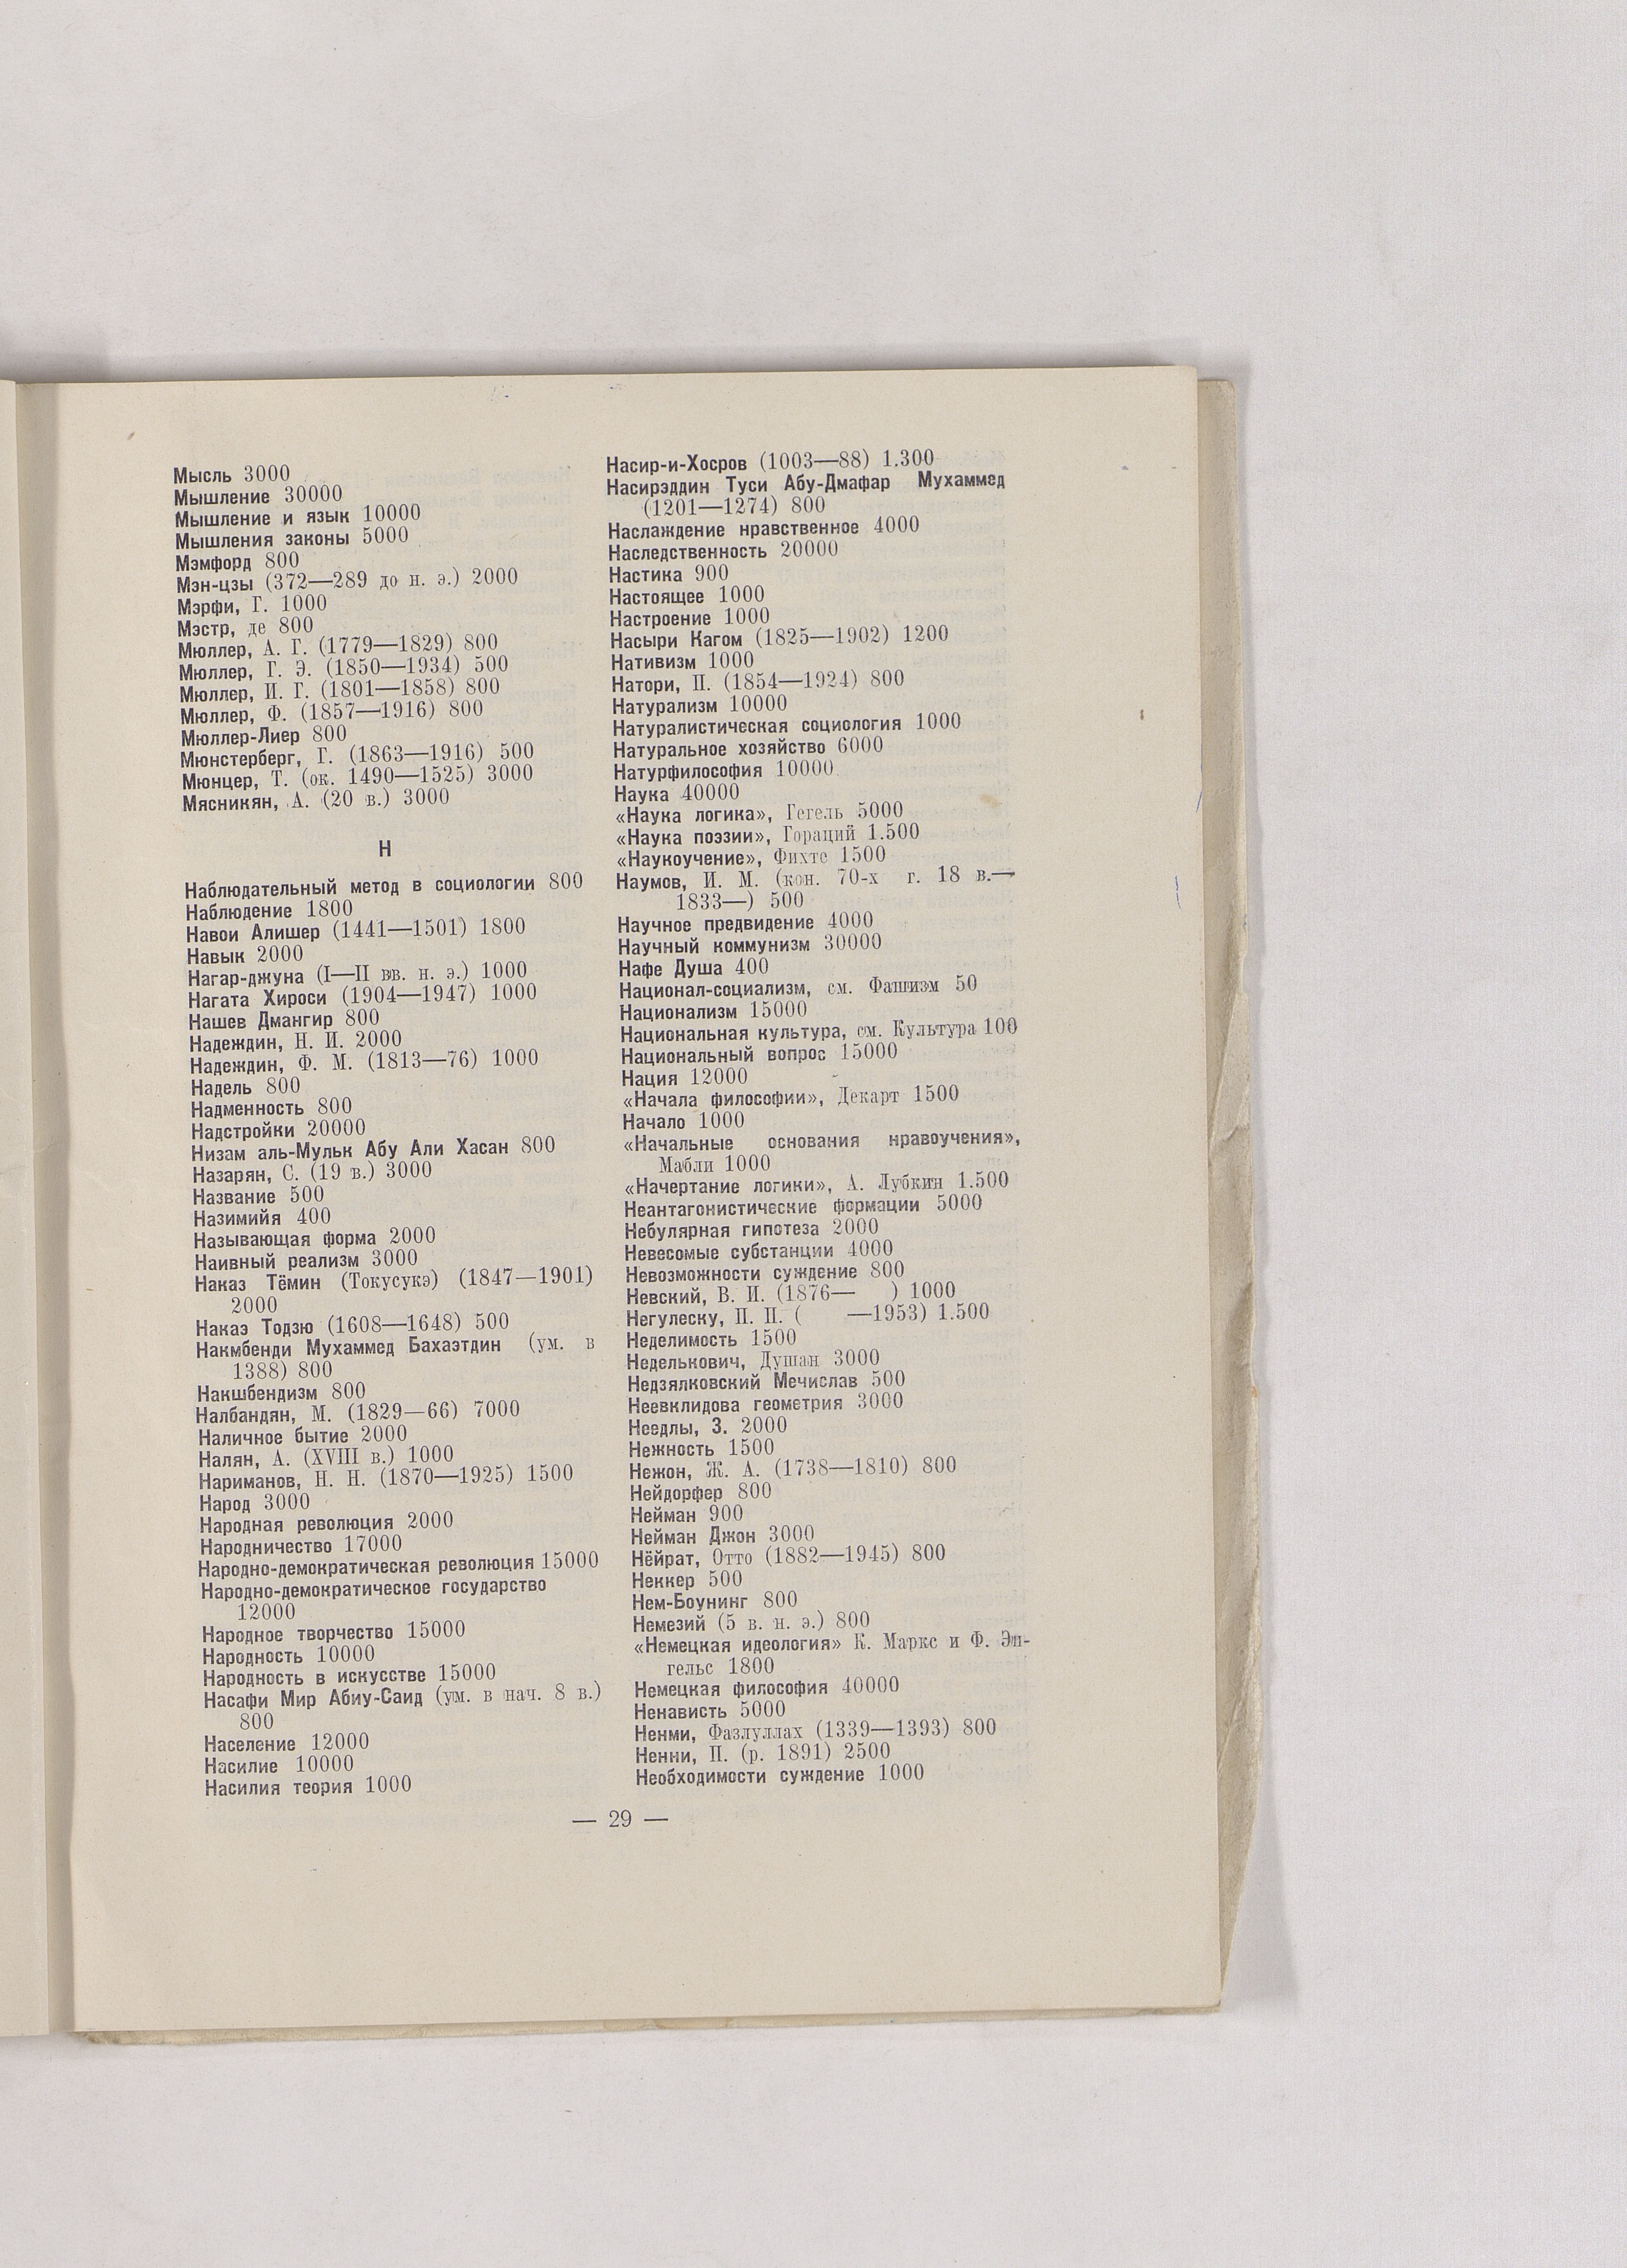 Мысль 3000
Мышление 30000
Мышление и язык 10000
Мышления законы 5000
Мэмфорд 800
Мэн-цзы (372—289 до н. э.) 2000
Мэрфи, Г. 1000
Мэстр, де 800
Мюллер, А. Г. (1779—1829) 800
Мюллер, Г. Э. (1850—1934) 500
Мюллер, И. Г. (1801—1858) 800
Мюллер, Ф. (1857—1916) 800
Мюллер-Лиер 800
Мюнстерберг, Г. (1863—1916) 500
Мюнцер, Т. (ок. 1490—1525) 3000
Мясникян, А. (20 в.) 3000
Н
Наблюдательный метод в социологии 800
Наблюдение 1800
Навои Алишер (1441—1501) 1800
Навык 2000
Нагар-джуна (I—II вв. н. э.) 1000
Нагата Хироси (1904—1947) 1000
Нашев Дмангир 800
Надеждин, Н. И. 2000
Надеждин, Ф. М. (1813—76) 1000
Надель 800
Надменность 800
Надстройки 20000
Низам аль-Мульк Абу Али Хасан 800
Назарян, С. (19 в.) 3000
Название 500
Назимийя 400
Называющая форма 2000
Наивный реализм 3000
Наказ Тёмин (Токусукэ) (1847—1901)
2000
Наказ Тодзю (1608—1648) 500
Накмбенди Мухаммед Бахаэтдин (ум. в
1388) 800
Накшбендизм 800
Налбандян, М. (1829—66) 7000
Наличное бытие 2000
Налян, А. (XVIII в.) 1000
Нариманов, Н. Н. (1870—1925) 1500
Народ 3000
Народная революция 2000
Народничество 17000
Народно-демократическая революция 15000
Народно-демократическое государство
12000
Народное творчество 15000
Народность 10000
Народность в искусстве 15000
Насафи Мир Абиу-Саид (ум. в нач. 8 в.)
800
Население 12000
Насилие 10000
Насилия теория 1000
Насир-и-Хосров (1003—88) 1.300
Насирэддин Туси Абу-Дмафар Мухаммед
(1201—1274) 800
Наслаждение нравственное 4000
Наследственность 20000
Настика 900
Настоящее 1000
Настроение 1000
Насыри Кагом (1825—1902) 1200
Нативизм 1000
Натори, П. (1854—1924) 800
Натурализм 10000
Натуралистическая социология 1000
Натуральное хозяйство 6000
Натурфилософия 10000
Наука 40000
«Наука логика», Гегель 5000
«Наука поэзии», Гораций 1.500
«Наукоучение», Фихте 1500
Наумов, И. М. (кон. 70-х г. 18 в.—
1833—) 500
Научное предвидение 4000
Научный коммунизм 30000
Нафе Душа 400
Национал-социализм, см. Фашизм 50
Национализм 15000
Национальная культура, см. Культура 100
Национальный вопрос 15000
Нация 12000
«Начала философии», Декарт 1500
Начало 1000
«Начальные основания нравоучения»,
Мабли 1000
«Начертание логики», А. Лубкин 1.500
Неантагонистические формации 5000
Небулярная гипотеза 2000
Невесомые субстанции 4000
Невозможности суждение 800
Невский, В. И. (1876— ) 1000
Негулеску, П. П. ( —1953) 1.500
Неделимость 1500
Неделькович, Душан 3000
Недзялковский Мечислав 500
Неевклидова геометрия 3000
Неедлы, З. 2000
Нежность 1500
Нежон, Ж. А. (1738—1810) 800
Нейдорфер 800
Нейман 900
Нейман Джон 3000
Нёйрат, Отто (1882—1945) 800
Неккер 500
Нем-Боунинг 800
Немезий (5 в. н. э.) 800
«Немецкая идеология» К. Маркс и Ф. Эн-
гельс 1800
Немецкая философия 40000
Ненависть 5000
Ненми, Фазлуллах (1339—1393) 800
Ненни, П. (р. 1891) 2500
Необходимости суждение 1000
— 29 —